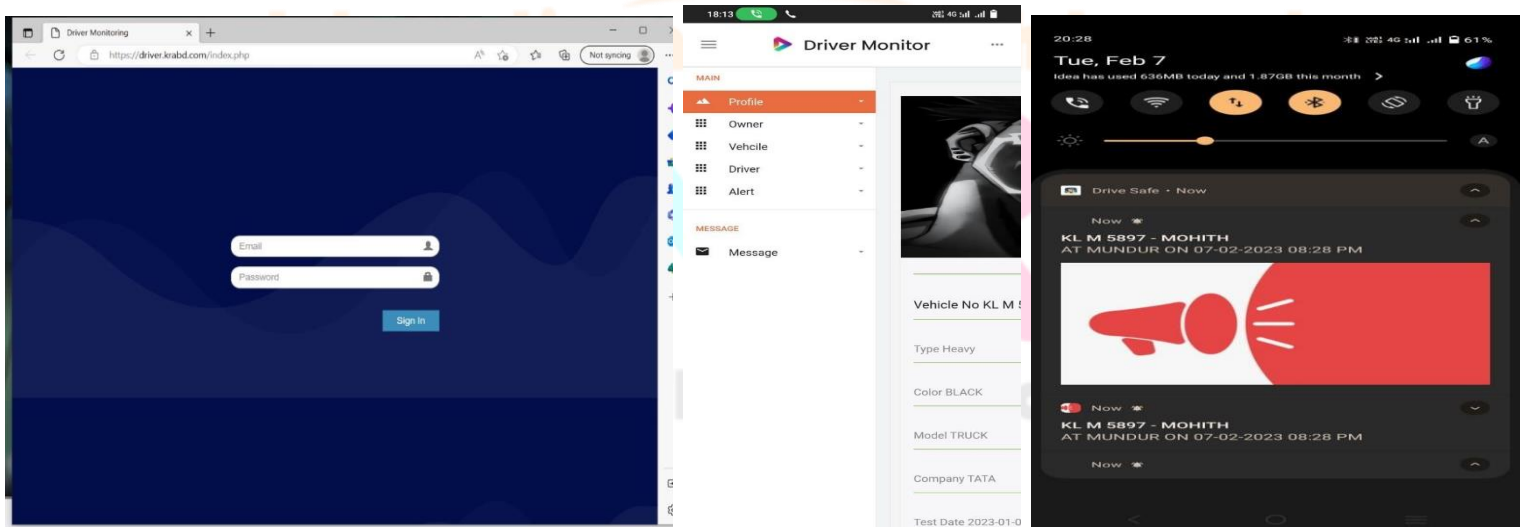 Driver Monitoring
https://driver.krabd.com/index.php
Not syncing
Email
Password
Sign In
18:13
4G
Driver Monitor
MAIN
Profile
Owner
Vehcile
Driver
Alert
MESSAGE
Message
Vehicle No KL M 5
Type Heavy
Color BLACK
Model TRUCK
Company TATA
Test Date 2023-01-0
20:28
4G
61%
Tue, Feb 7
Idea has used 636MB today and 1.87GB this month
A
Drive Safe • Now
Now
KL M 5897 - MOHITH
AT MUNDUR ON 07-02-2023 08:28 PM
Now
KL M 5897 - MOHITH
AT MUNDUR ON 07-02-2023 08:28 PM
Now